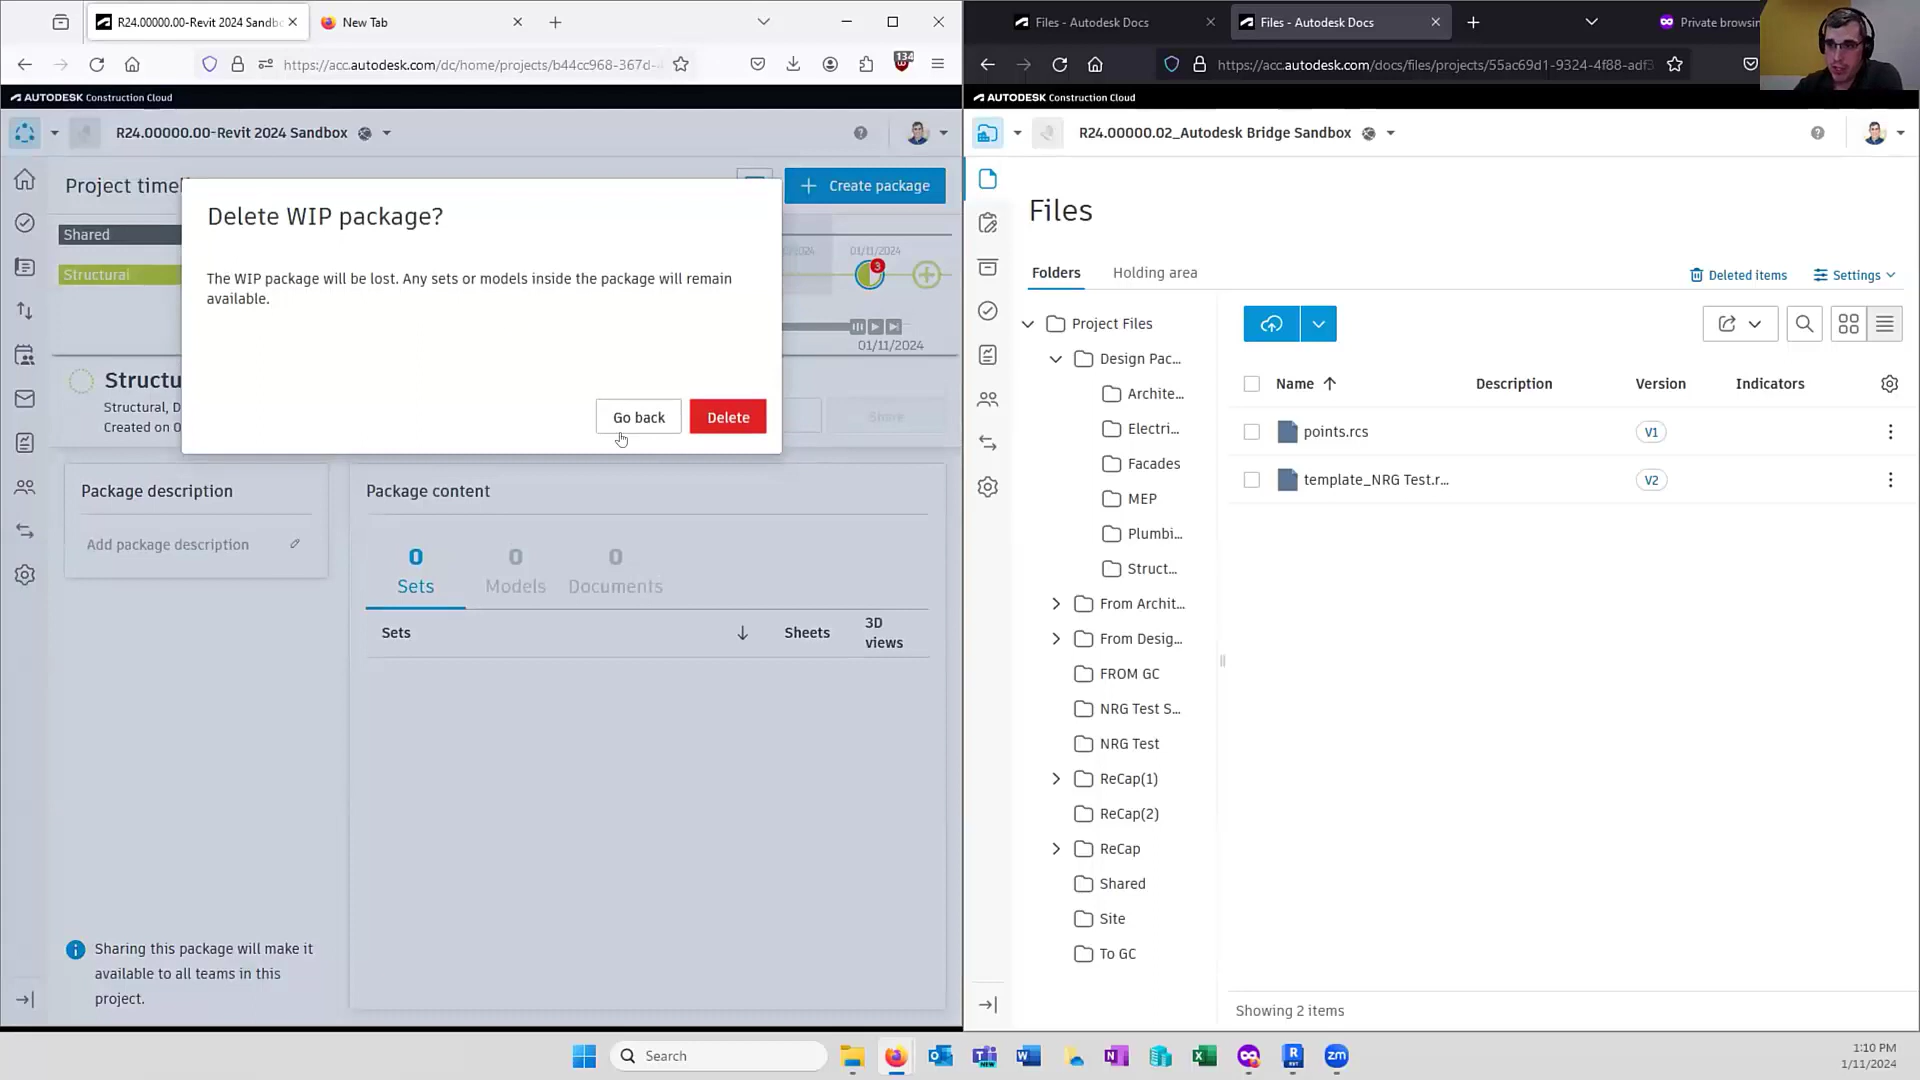 R24.00000.00-Revit 2024 Sandbo
New Tab
https://acc.autodesk.com/dc/home/projects/b44cc968-367d-4
134
AUTODESK Construction Cloud
R24.00000.00-Revit 2024 Sandbox
Project timel
Create package
Shared
Structural
01/11/2024
3
01/11/2024
Structu
Structural, D
Created on 0
Share
Delete WIP package?
The WIP package will be lost. Any sets or models inside the package will remain
available.
Go back
Delete
Package description
Add package description
Package content
0
Sets
0
Models
0
Documents
Sets
Sheets
3D
views
Sharing this package will make it
available to all teams in this
project.
Files - Autodesk Docs
Files - Autodesk Docs
Private browsin
https://acc.autodesk.com/docs/files/projects/55ac69d1-9324-4f88-adf3
AUTODESK Construction Cloud
R24.00000.02_Autodesk Bridge Sandbox
Files
Folders
Holding area
Deleted items
Settings
Project Files
Design Pac...
Archite...
Electri...
Facades
MEP
Plumbi...
Struct...
From Archit...
From Desig...
FROM GC
NRG Test S...
NRG Test
ReCap(1)
ReCap(2)
ReCap
Shared
Site
To GC
Name
Description
Version
Indicators
points.rcs
V1
template_NRG Test.r...
V2
Showing 2 items
Search
1:10 PM
1/11/2024